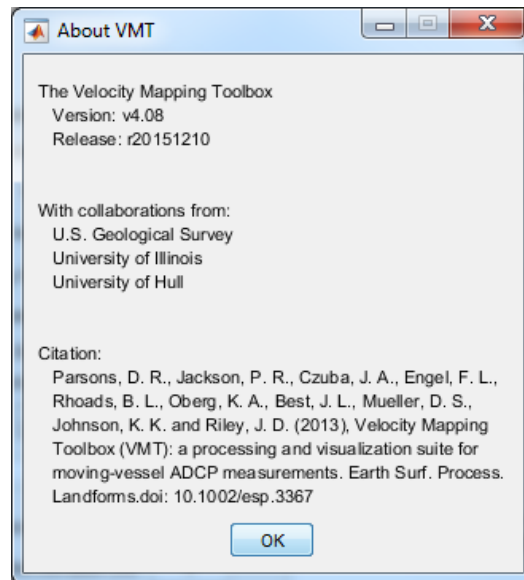 About VMT
The Velocity Mapping Toolbox
Version: v4.08
Release: r20151210
With collaborations from:
U.S. Geological Survey
University of Illinois
University of Hull
Citation:
Parsons, D. R., Jackson, P. R., Czuba, J. A., Engel, F. L.,
Rhoads, B. L., Oberg, K. A., Best, J. L., Mueller, D. S.,
Johnson, K. K. and Riley, J. D. (2013), Velocity Mapping
Toolbox (VMT): a processing and visualization suite for
moving-vessel ADCP measurements. Earth Surf. Process.
Landforms.doi: 10.1002/esp.3367
OK